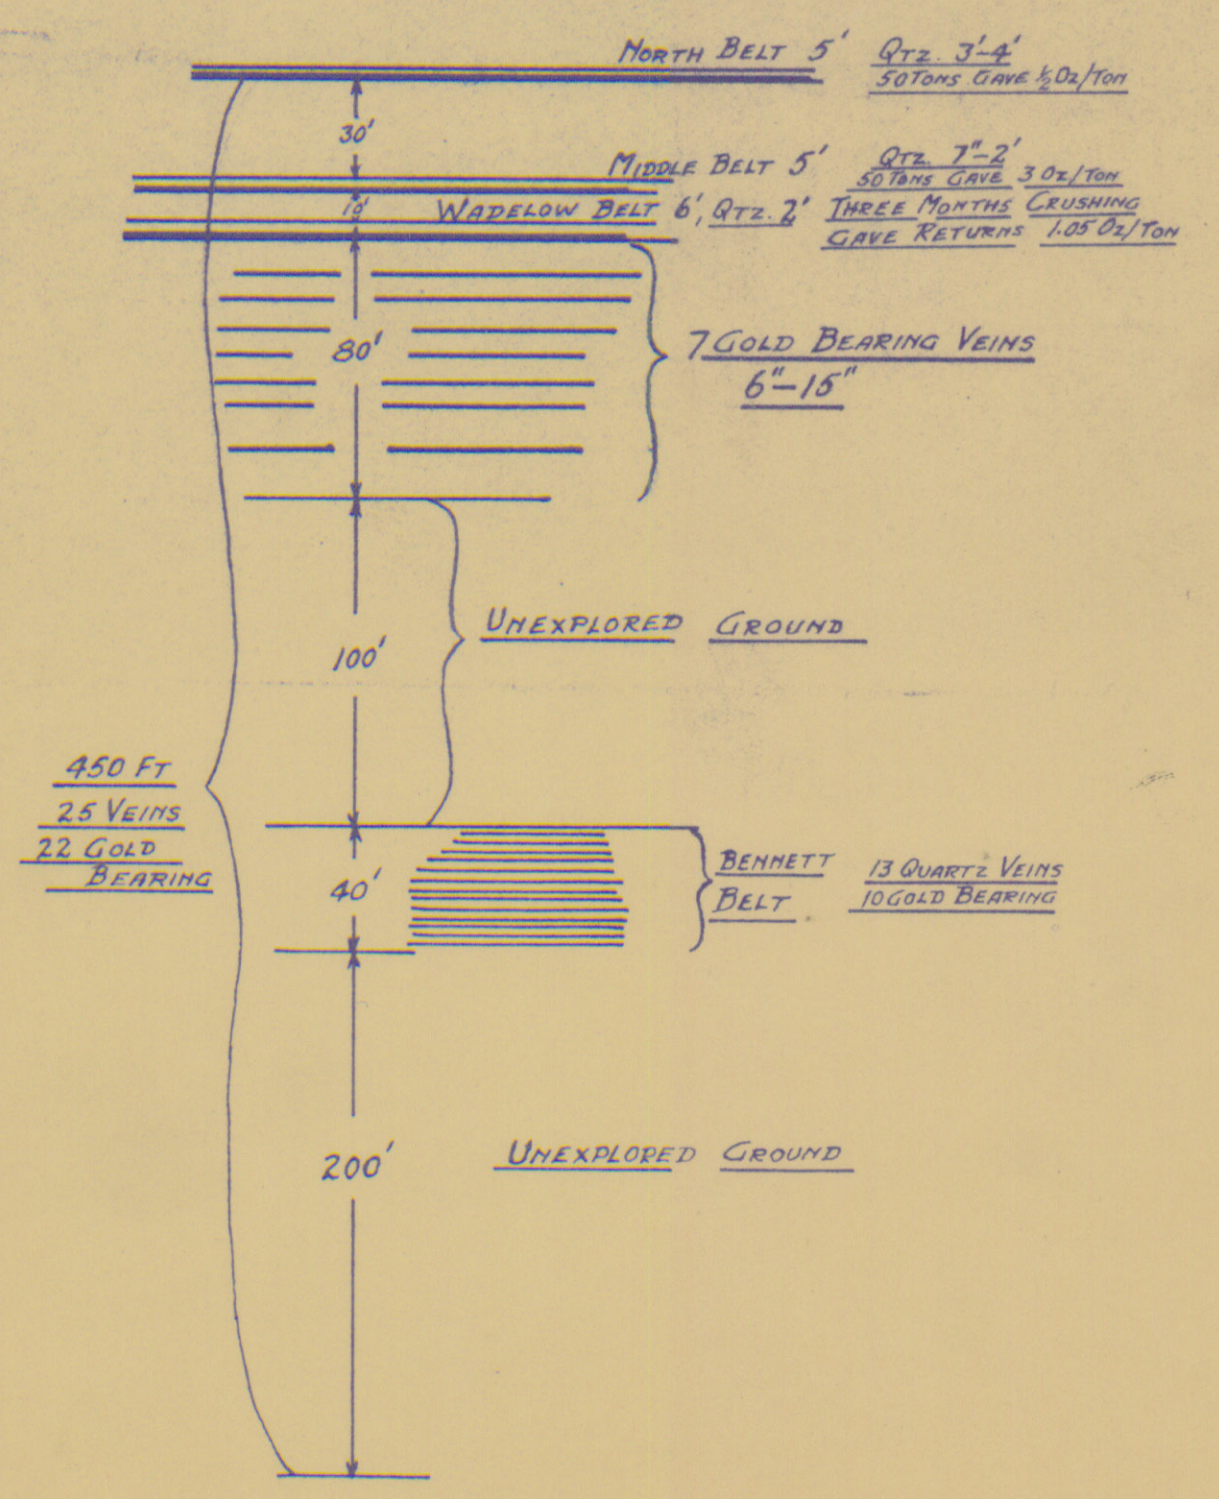 NORTH BELT 5' QTZ. 3'-4'
50 TONS GAVE ½ OZ/TON
30'
MIDDLE BELT 5' QTZ. 7"-2'
50 TONS GAVE 3 OZ/TON
10'
WADELOW BELT 6', QTZ. 2' THREE MONTHS CRUSHING
GAVE RETURNS 1.05 OZ/TON
80'
7 GOLD BEARING VEINS
6"-15"
100'
UNEXPLORED GROUND
450 FT
25 VEINS
22 GOLD
BEARING
40'
BENNETT
BELT
13 QUARTZ VEINS
10 GOLD BEARING
200'
UNEXPLORED GROUND